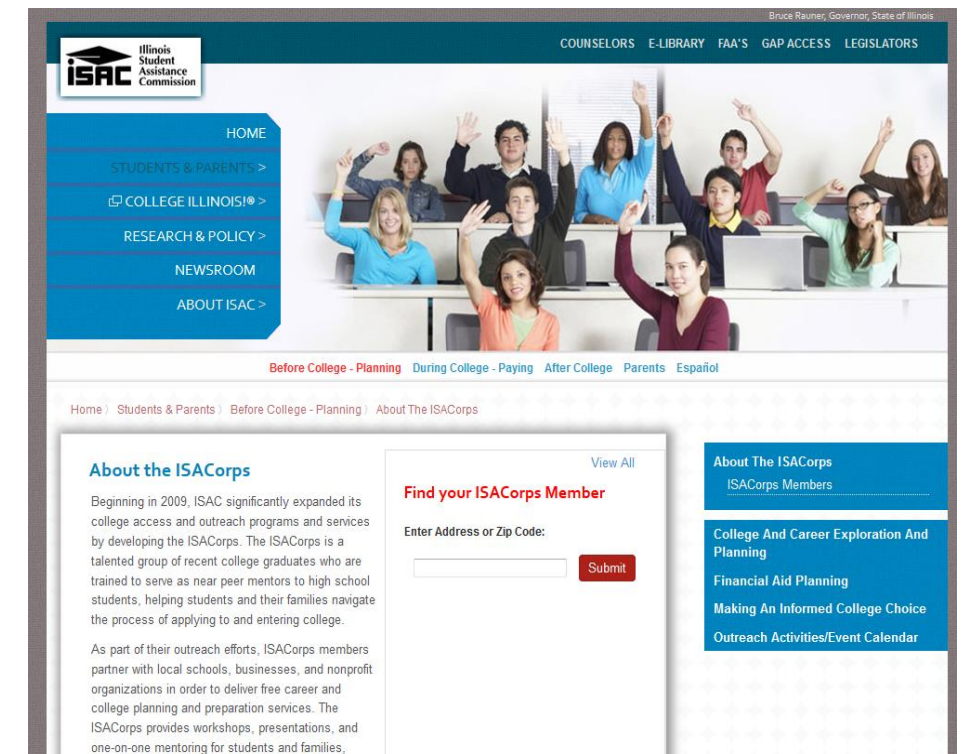 Bruce Rauner, Governor, State of Illinois
COUNSELORS E-LIBRARY FAA'S GAP ACCESS LEGISLATORS
ISAC
Illinois
Student
Assistance
Commission
HOME
STUDENTS & PARENTS >
COLLEGE ILLINOIS!® >
RESEARCH & POLICY >
NEWSROOM
ABOUT ISAC >
Before College - Planning During College - Paying After College Parents Español
Home 〉 Students & Parents 〉 Before College - Planning 〉 About The ISACorps
About the ISACorps
Beginning in 2009, ISAC significantly expanded its
college access and outreach programs and services
by developing the ISACorps. The ISACorps is a
talented group of recent college graduates who are
trained to serve as near peer mentors to high school
students, helping students and their families navigate
the process of applying to and entering college.
As part of their outreach efforts, ISACorps members
partner with local schools, businesses, and nonprofit
organizations in order to deliver free career and
college planning and preparation services. The
ISACorps provides workshops, presentations, and
one-on-one mentoring for students and families,
View All
Find your ISACorps Member
Enter Address or Zip Code:
Submit
About The ISACorps
ISACorps Members
College And Career Exploration And
Planning
Financial Aid Planning
Making An Informed College Choice
Outreach Activities/Event Calendar